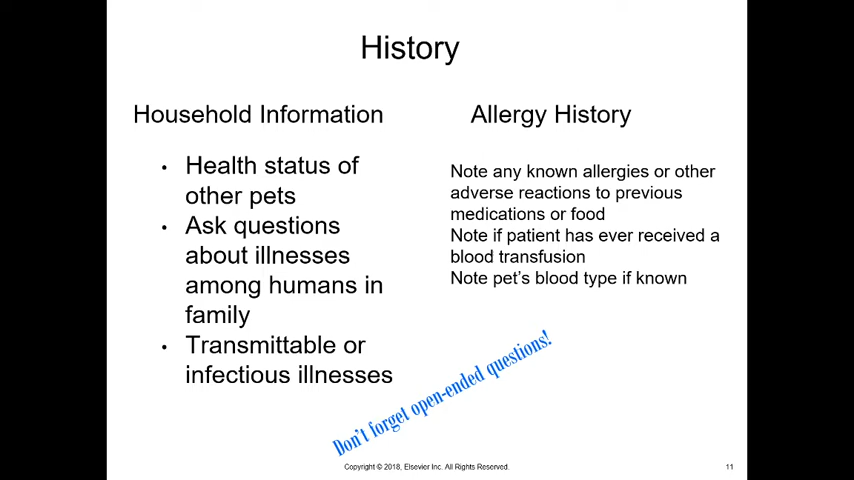 History
Household Information
• Health status of
other pets
• Ask questions
about illnesses
among humans in
family
• Transmittable or
infectious illnesses
Allergy History
Note any known allergies or other
adverse reactions to previous
medications or food
Note if patient has ever received a
blood transfusion
Note pet's blood type if known
Don't forget open-ended questions!
Copyright © 2018, Elsevier Inc. All Rights Reserved.
11